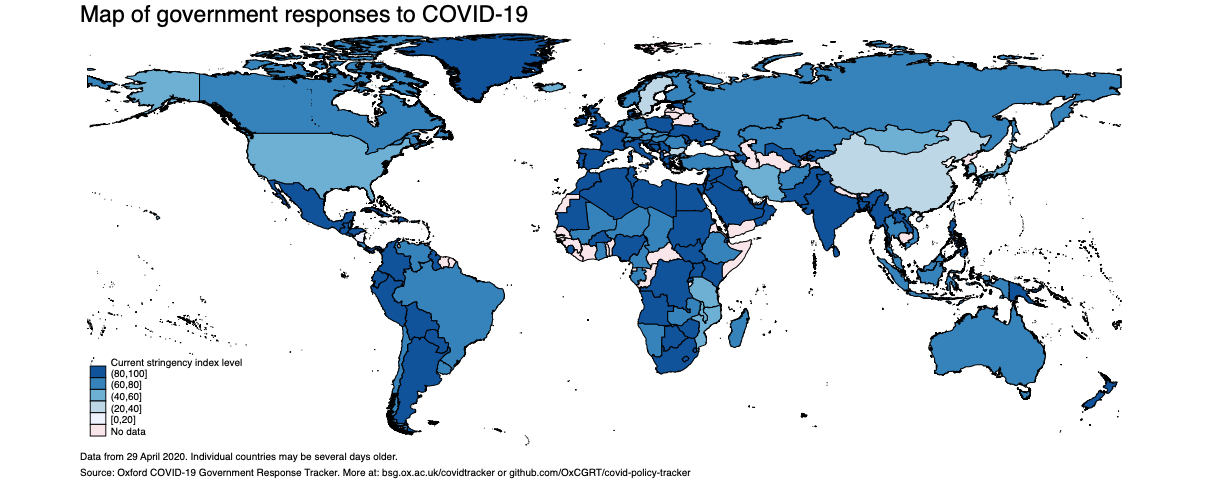 Map of government responses to COVID-19
Current stringency index level
(80,100]
(60,80]
(40,60]
(20,40]
[0,20]
No data
Data from 29 April 2020. Individual countries may be several days older.
Source: Oxford COVID-19 Government Response Tracker. More at: bsg.ox.ac.uk/covidtracker or github.com/OxCGRT/covid-policy-tracker